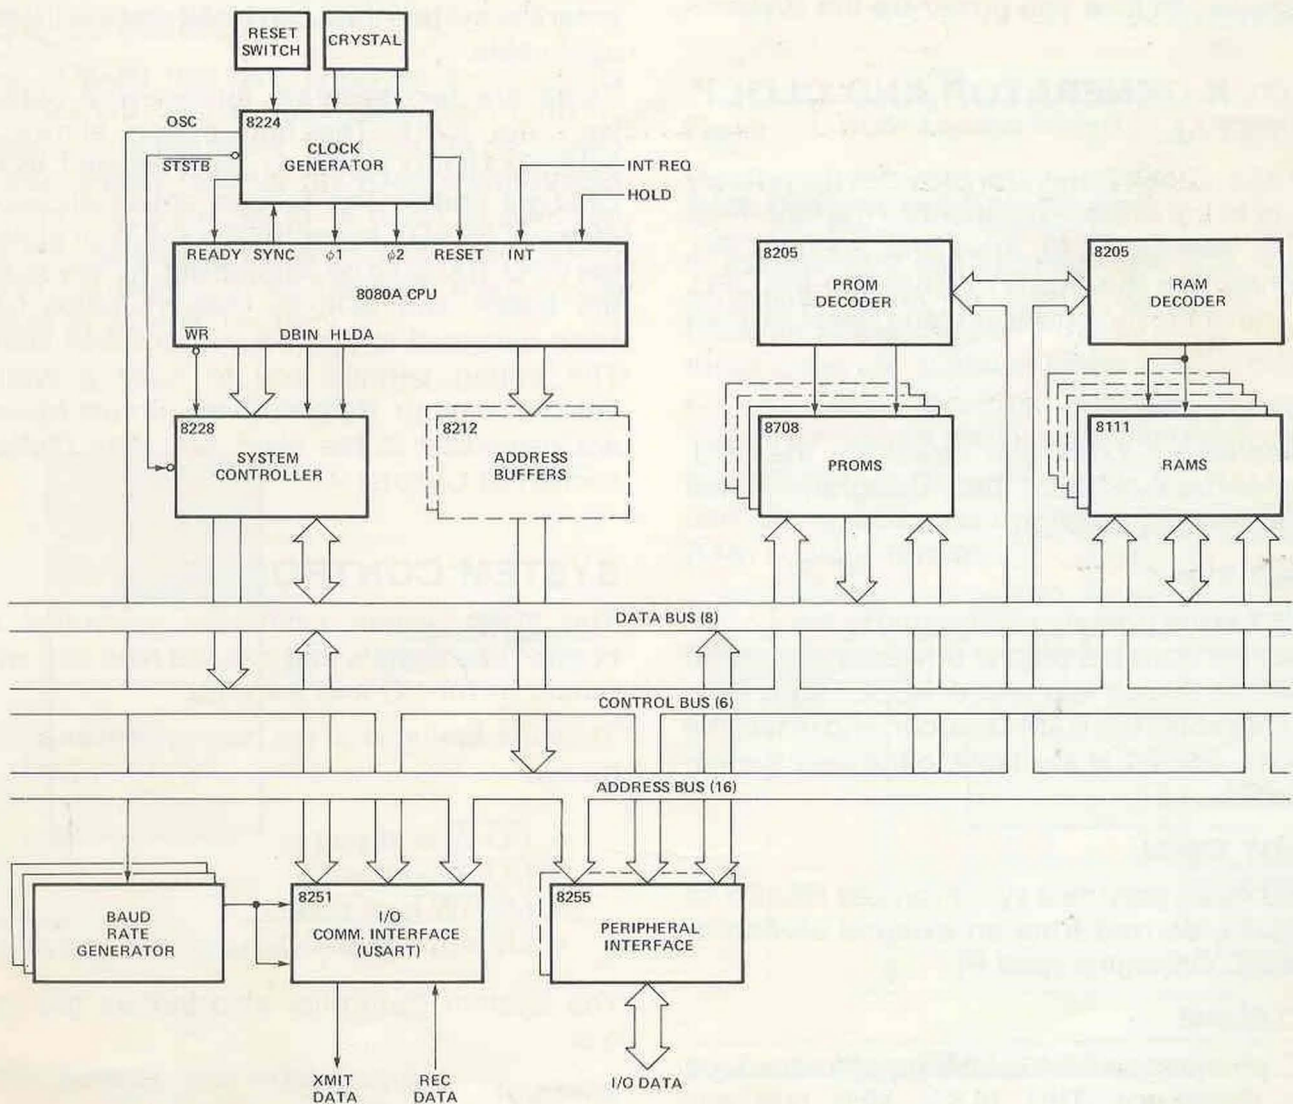 RESET
SWITCH
CRYSTAL
OSC
8224
CLOCK
GENERATOR
STSTB
INT REQ
HOLD
READY SYNC ϕ1 ϕ2 RESET INT
8080A CPU
WR DBIN HLDA
8205
PROM
DECODER
8205
RAM
DECODER
8228
SYSTEM
CONTROLLER
8212
ADDRESS
BUFFERS
8708
PROMS
8111
RAMS
DATA BUS (8)
CONTROL BUS (6)
ADDRESS BUS (16)
BAUD
RATE
GENERATOR
8251
I/O
COMM. INTERFACE
(USART)
8255
PERIPHERAL
INTERFACE
XMIT
DATA
REC
DATA
I/O DATA